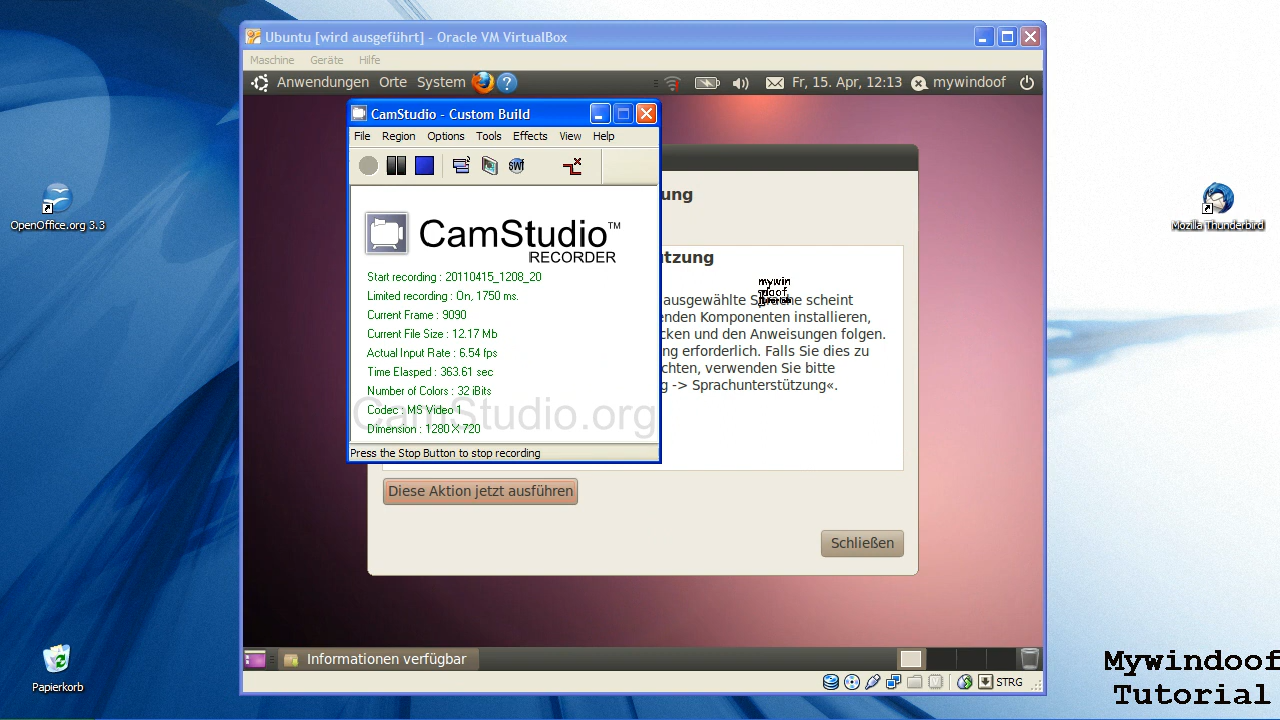 Ubuntu [wird ausgeführt] - Oracle VM VirtualBox
Maschine Geräte Hilfe
Anwendungen Orte System Fr, 15. Apr, 12:13 mywindoof
CamStudio - Custom Build
File Region Options Tools Effects View Help
SWf
zung
CamStudio™
RECORDER
tzung
mywin
doof
Start recording : 20110415_1208_20
Limited recording : On, 1750 ms.
ausgewählte
scheint
Current Frame : 9090
enden Komponenten installieren,
Current File Size : 12.17 Mb
cken und den Anweisungen folgen.
Actual Input Rate : 6.54 fps
ng erforderlich. Falls Sie dies zu
Time Elasped : 363.61 sec
chten, verwenden Sie bitte
Number of Colors : 32 iBits
g -> Sprachunterstützung«.
Codec : MS Video 1
CamStudio.org
Dimension : 1280 X 720
Press the Stop Button to stop recording
Diese Aktion jetzt ausführen
Schließen
Informationen verfügbar
STRG
OpenOffice.org 3.3
Mozilla Thunderbird
Papierkorb
Mywindoof
Tutorial